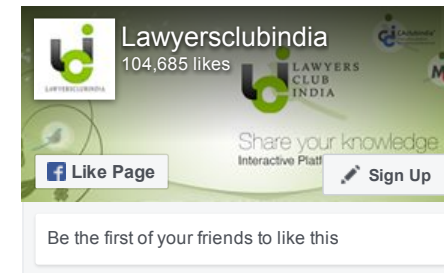 Lawyersclubindia
104,685 likes
LAWYERS
CLUB
INDIA
LAWYERSCLUBINDIA
Share your knowledge
Interactive Platf
Like Page
Sign Up
Be the first of your friends to like this